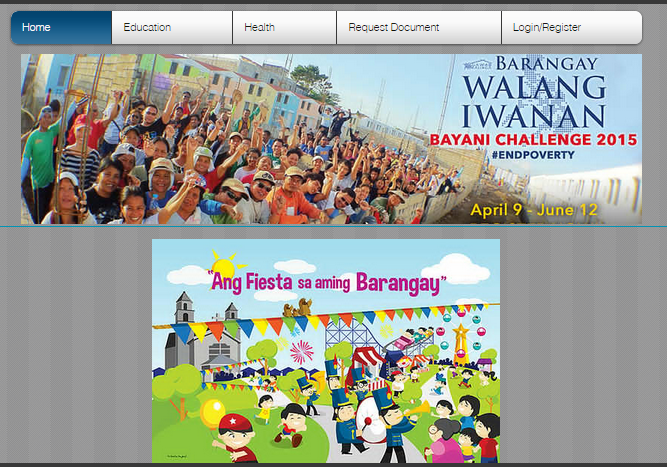 Home
Education
Health
Request Document
Login/Register
BARANGAY
WALANG
IWANAN
BAYANI CHALLENGE 2015
#ENDPOVERTY
April 9 - June 12
"Ang Fiesta sa aming Barangay"